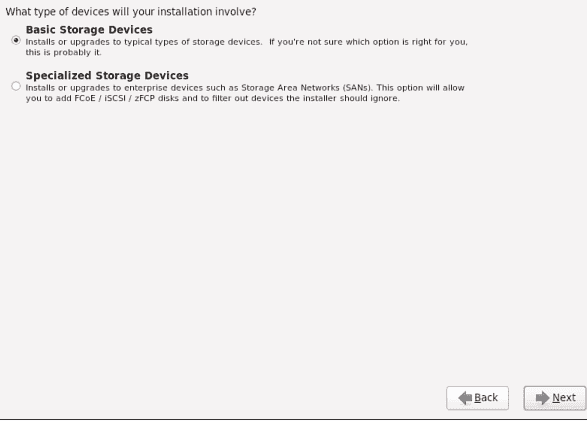 What type of devices will your installation involve?
Basic Storage Devices
Installs or upgrades to typical types of storage devices.  If you're not sure which option is right for you,
this is probably it.
Specialized Storage Devices
Installs or upgrades to enterprise devices such as Storage Area Networks (SANs). This option will allow
you to add FCoE / iSCSI / zFCP disks and to filter out devices the installer should ignore.
Back
Next